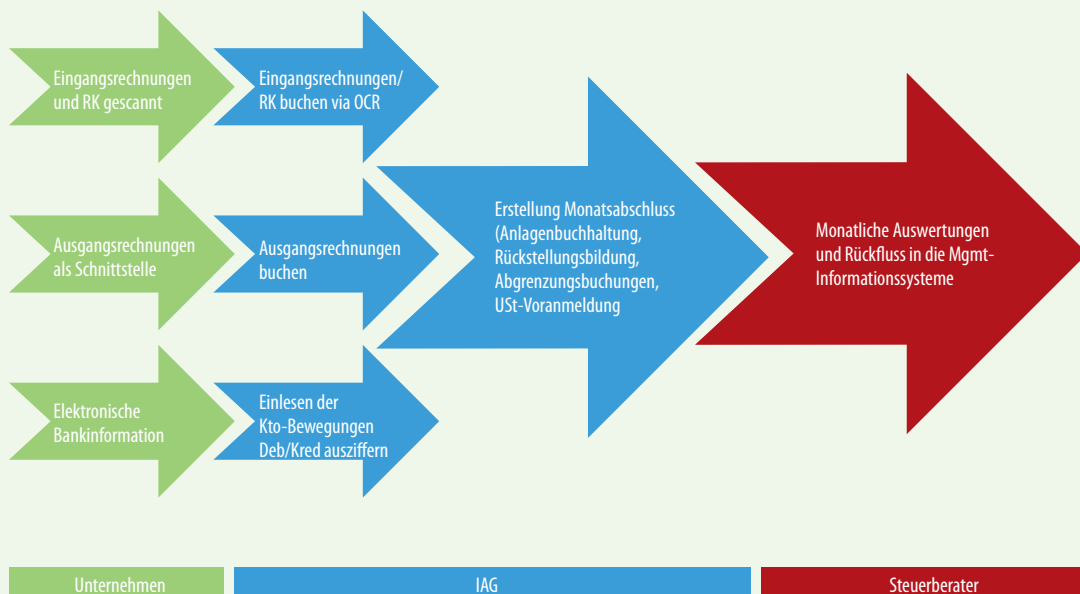 Eingangsrechnungen
und RK gescannt
Eingangsrechnungen/
RK buchen via OCR
Ausgangsrechnungen
als Schnittstelle
Ausgangsrechnungen
buchen
Elektronische
Bankinformation
Einlesen der
Kto-Bewegungen
Deb/Kred ausziffern
Erstellung Monatsabschluss
(Anlagenbuchhaltung,
Rückstellungsbildung,
Abgrenzungsbuchungen,
USt-Voranmeldung
Monatliche Auswertungen
und Rückfluss in die Mgmt-
Informationssysteme
Unternehmen
IAG
Steuerberater